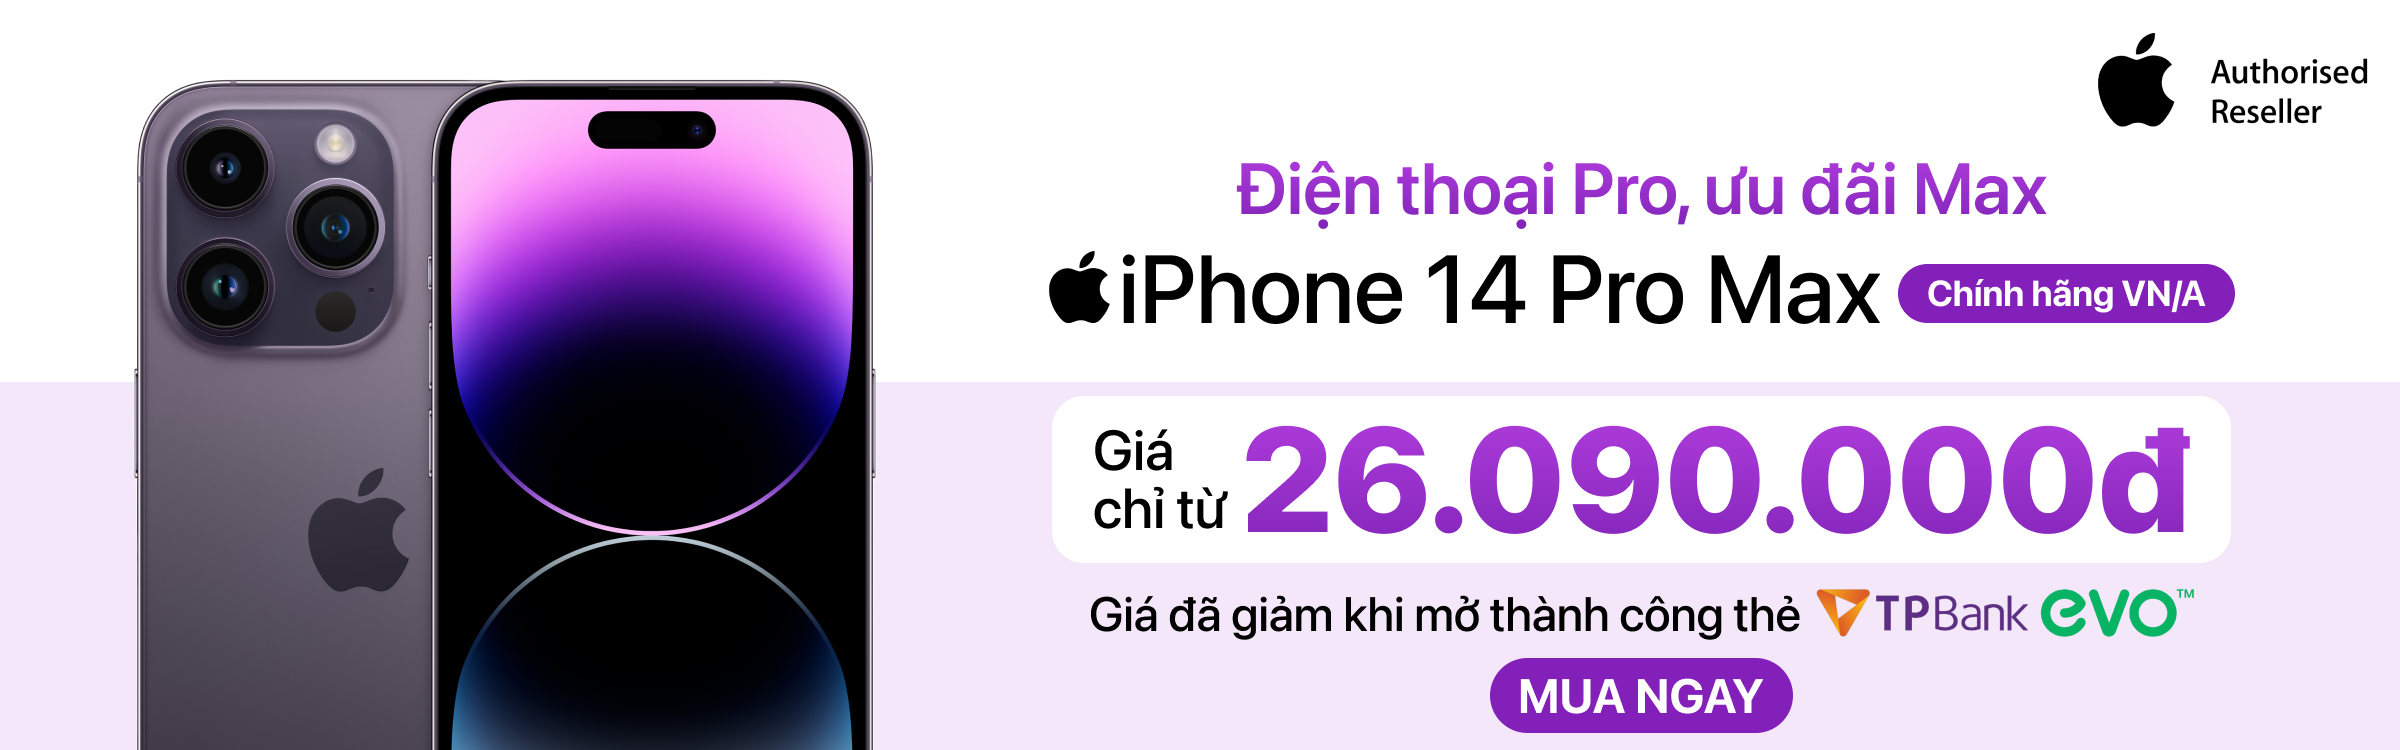 Authorised
Reseller
Điện thoại Pro, ưu đãi Max
iPhone 14 Pro Max Chính hãng VN/A
Giá
chỉ từ 26.090.000đ
Giá đã giảm khi mở thành công thẻ TPBank evo™
MUA NGAY